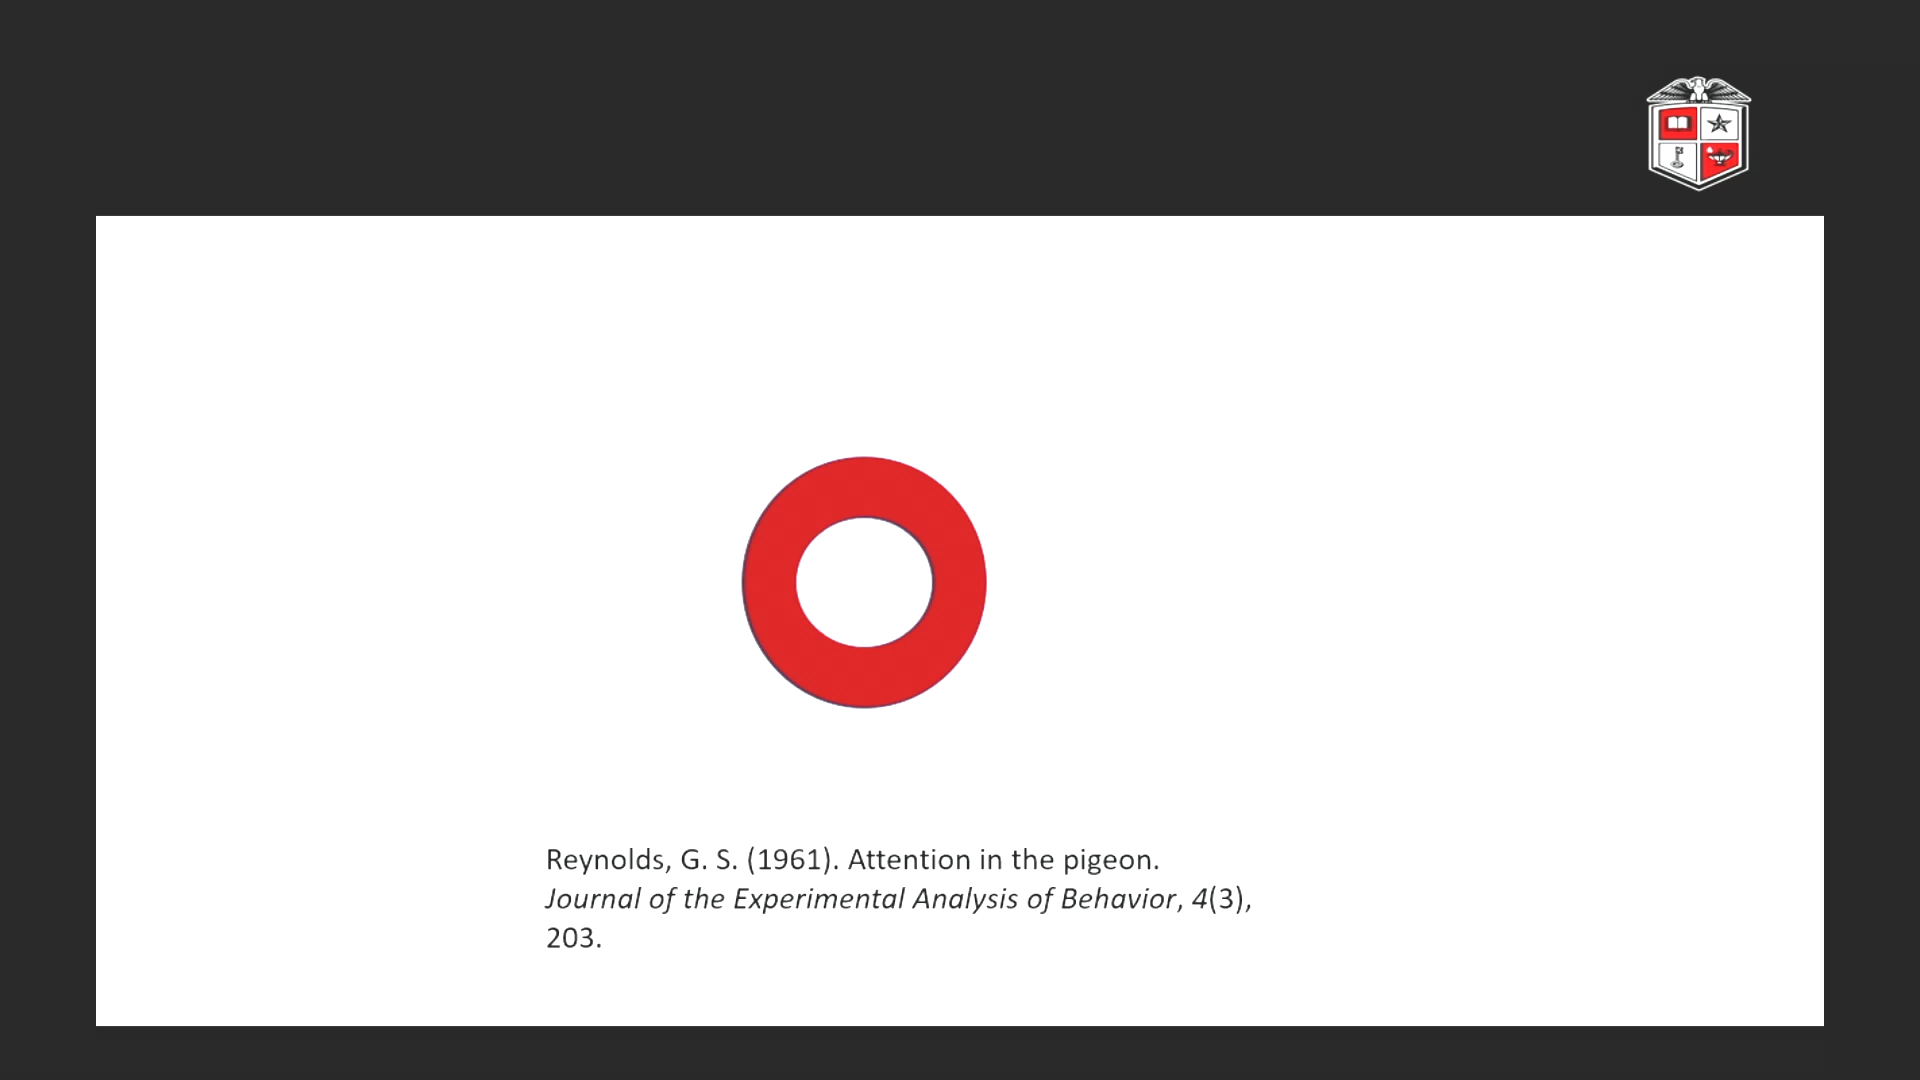 Reynolds, G. S. (1961). Attention in the pigeon.
Journal of the Experimental Analysis of Behavior, 4(3),
203.